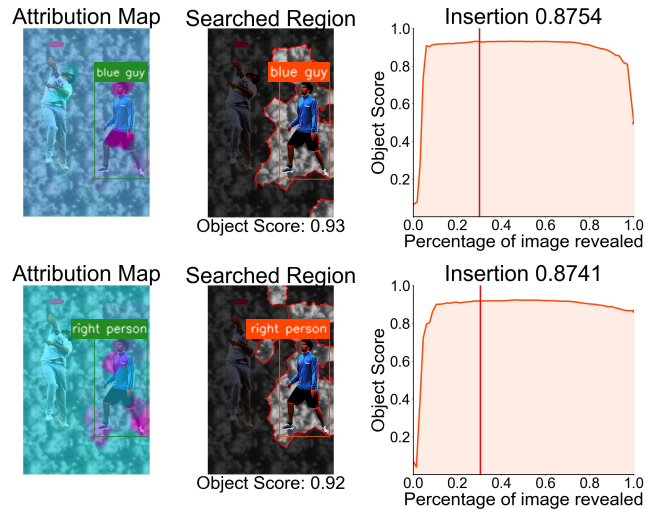 Attribution Map
Searched Region
Insertion 0.8754
blue guy
blue guy
Object Score: 0.93
Object Score
1.0
0.8
0.6
0.4
0.2
0.0 0.2 0.4 0.6 0.8 1.0
Percentage of image revealed
Attribution Map
Searched Region
Insertion 0.8741
right person
right person
Object Score: 0.92
Object Score
1.0
0.8
0.6
0.4
0.2
0.0 0.2 0.4 0.6 0.8 1.0
Percentage of image revealed